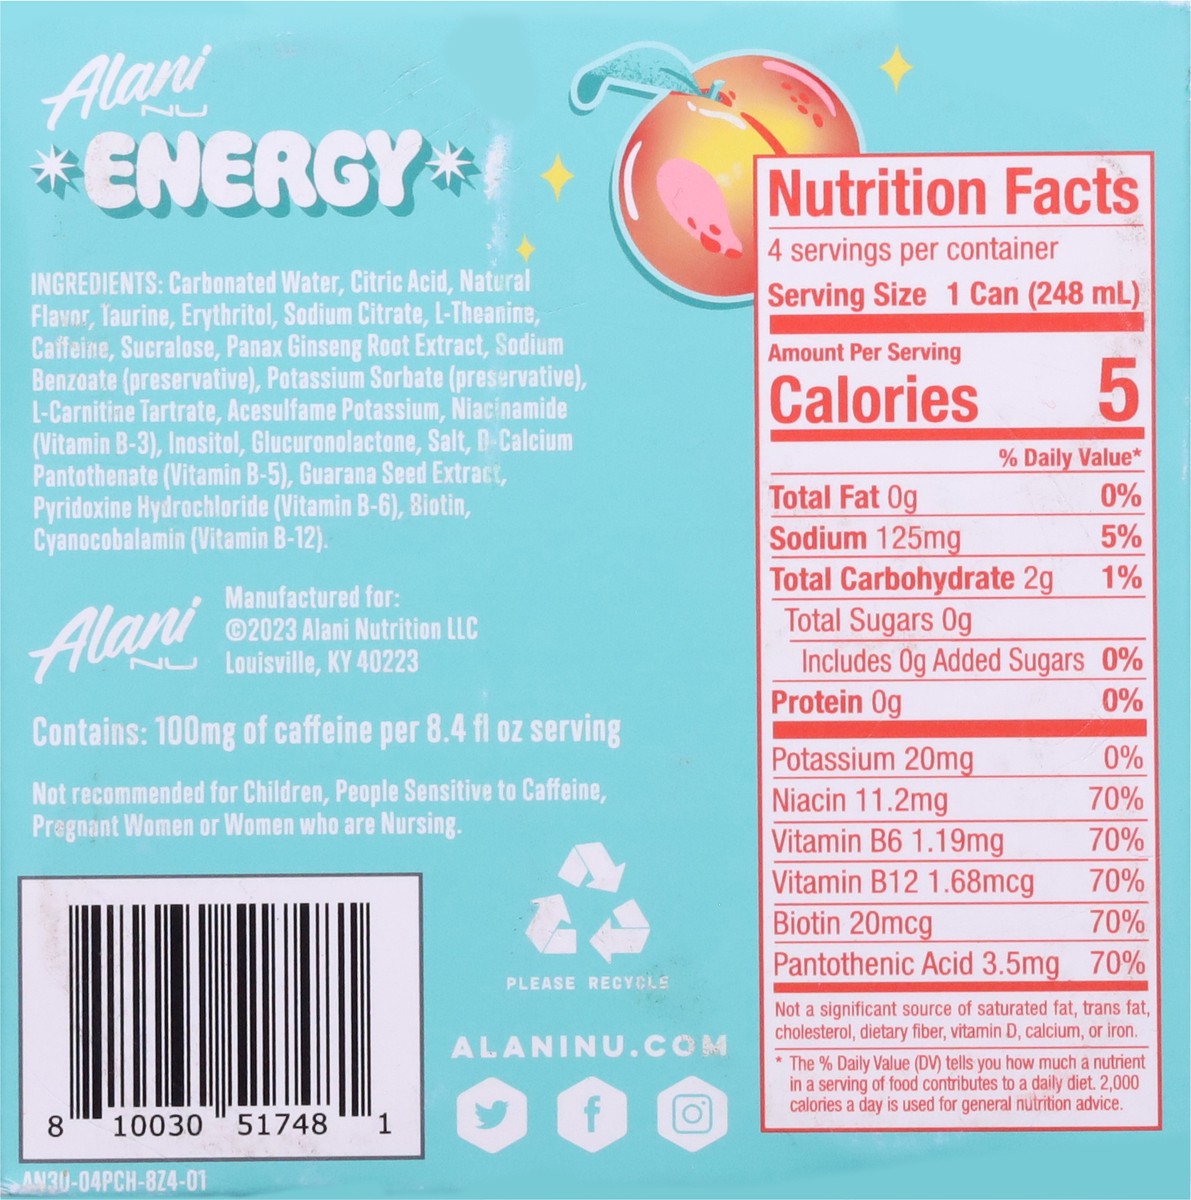 Alani
NU
ENERGY
INGREDIENTS: Carbonated Water, Citric Acid, Natural
Flavor, Taurine, Erythritol, Sodium Citrate, L-Theanine,
Caffeine, Sucralose, Panax Ginseng Root Extract, Sodium
Benzoate (preservative), Potassium Sorbate (preservative),
L-Carnitine Tartrate, Acesulfame Potassium, Niacinamide
(Vitamin B-3), Inositol, Glucuronolactone, Salt, D-Calcium
Pantothenate (Vitamin B-5), Guarana Seed Extract,
Pyridoxine Hydrochloride (Vitamin B-6), Biotin,
Cyanocobalamin (Vitamin B-12).
Alani
NU
Manufactured for:
©2023 Alani Nutrition LLC
Louisville, KY 40223
Contains: 100mg of caffeine per 8.4 fl oz serving
Not recommended for Children, People Sensitive to Caffeine,
Pregnant Women or Women who are Nursing.
8 10030 51748 1
AN3U-04PCH-8Z4-01
PLEASE RECYCLE
ALANINU.COM
Nutrition Facts
4 servings per container
Serving Size 1 Can (248 mL)
Amount Per Serving
Calories 5
% Daily Value*
Total Fat 0g 0%
Sodium 125mg 5%
Total Carbohydrate 2g 1%
Total Sugars 0g
Includes 0g Added Sugars 0%
Protein 0g 0%
Potassium 20mg 0%
Niacin 11.2mg 70%
Vitamin B6 1.19mg 70%
Vitamin B12 1.68mcg 70%
Biotin 20mcg 70%
Pantothenic Acid 3.5mg 70%
Not a significant source of saturated fat, trans fat,
cholesterol, dietary fiber, vitamin D, calcium, or iron.
* The % Daily Value (DV) tells you how much a nutrient
in a serving of food contributes to a daily diet. 2,000
calories a day is used for general nutrition advice.